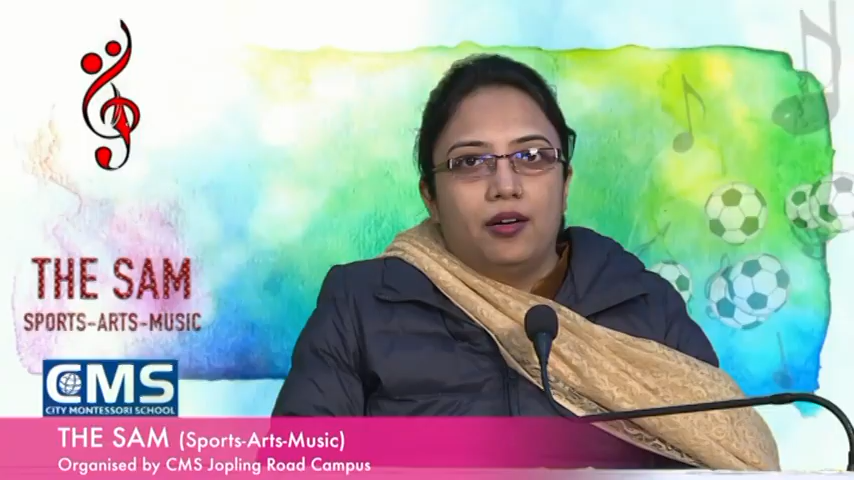 THE SAM
SPORTS-ARTS-MUSIC
CMS
CITY MONTESSORI SCHOOL
THE SAM (Sports-Arts-Music)
Organised by CMS Jopling Road Campus